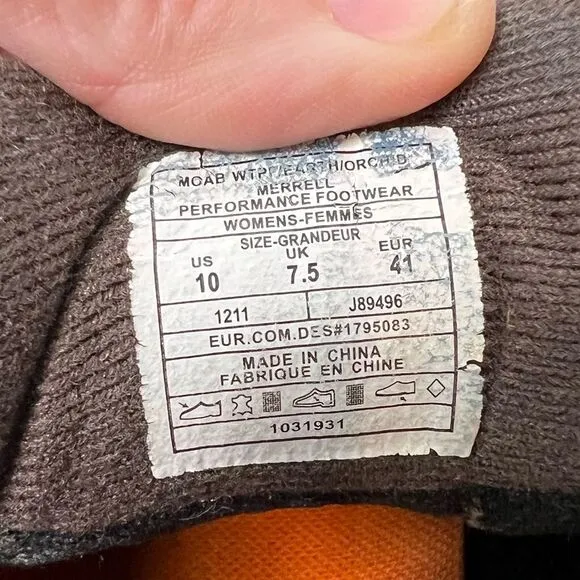 MOAB WTPF/EARTH/ORCHID
MERRELL
PERFORMANCE FOOTWEAR
WOMENS-FEMMES
SIZE-GRANDEUR
US UK EUR
10 7.5 41
1211 J89496
EUR.COM.DES#1795083
MADE IN CHINA
FABRIQUE EN CHINE
1031931